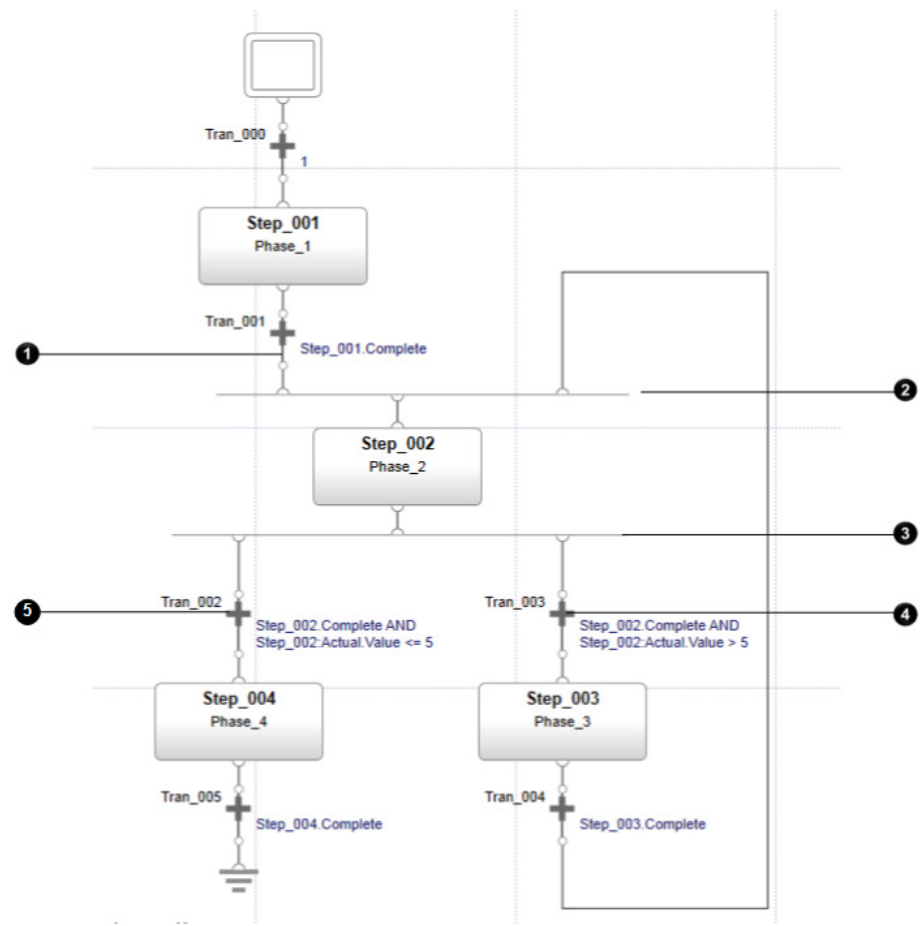 Tran_000
1
Step_001
Phase_1
Tran_001
Step_001.Complete
1
2
Step_002
Phase_2
3
Tran_002
Step_002.Complete AND
Step_002:Actual.Value <= 5
5
Tran_003
Step_002.Complete AND
Step_002:Actual.Value > 5
4
Step_004
Phase_4
Step_003
Phase_3
Tran_005
Step_004.Complete
Tran_004
Step_003.Complete